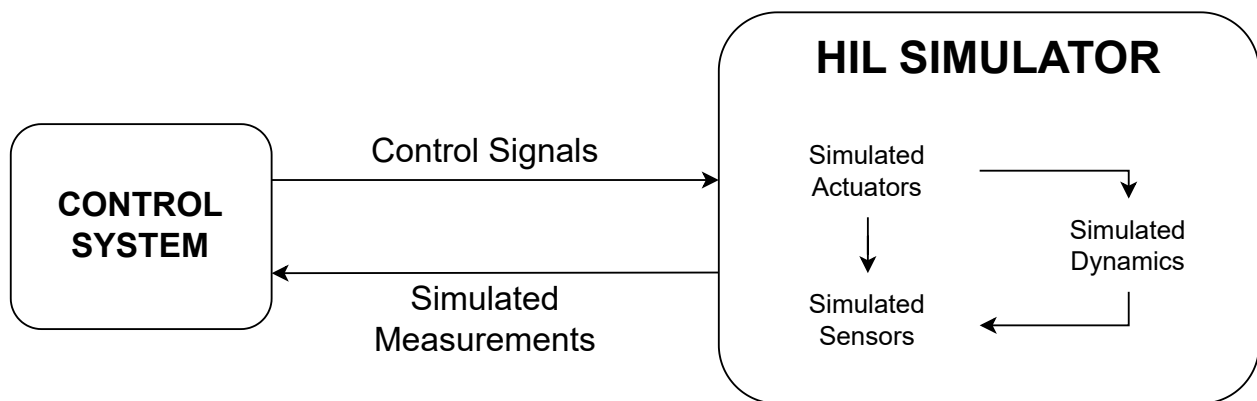 HIL SIMULATOR
CONTROL
SYSTEM
Control Signals
Simulated
Measurements
Simulated
Actuators
Simulated
Dynamics
Simulated
Sensors